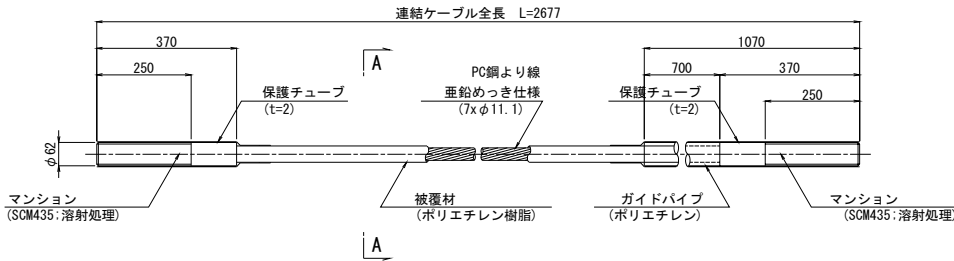 連結ケーブル全長 L=2677
370
1070
250
A
PC鋼より線
亜鉛めっき仕様
(7xφ11.1)
700
370
250
保護チューブ
(t=2)
保護チューブ
(t=2)
φ62
マンション
(SCM435;溶射処理)
被覆材
(ポリエチレン樹脂)
ガイドパイプ
(ポリエチレン)
マンション
(SCM435;溶射処理)
A